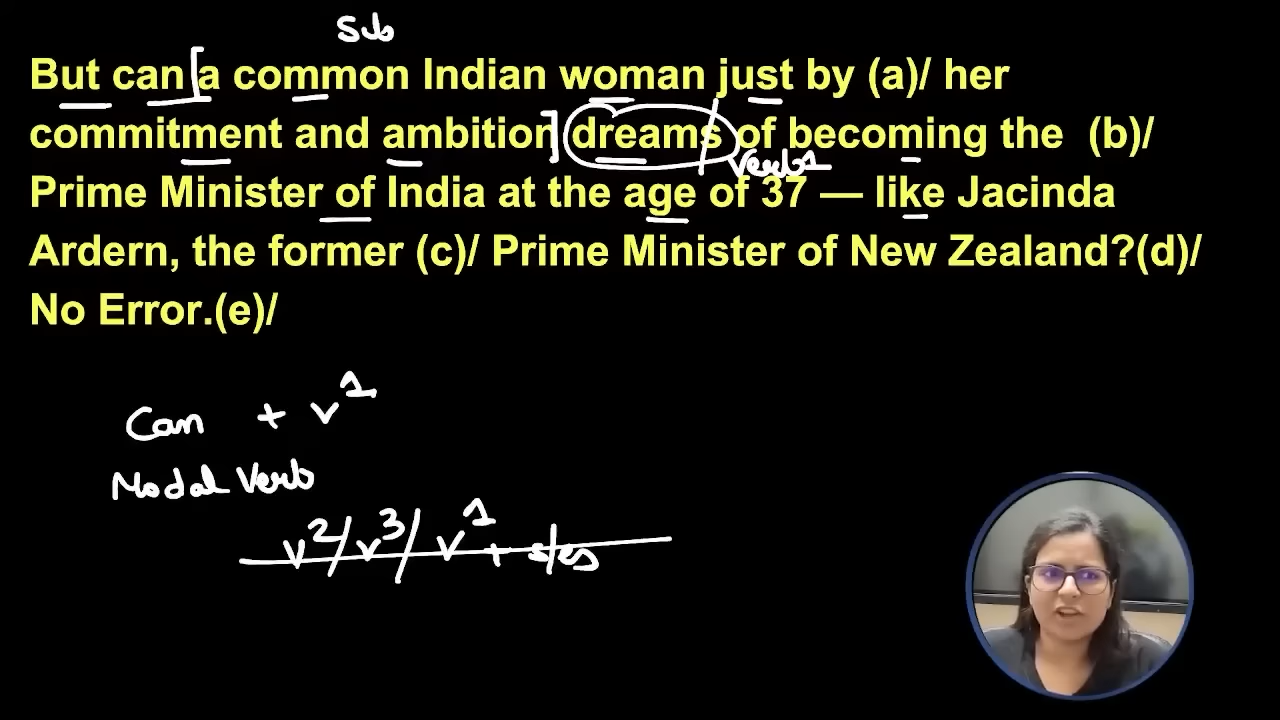 Sub
But can [a common Indian woman just by (a)/ her
commitment and ambition] dreams/ of becoming the (b)/
Verb1
Prime Minister of India at the age of 37 — like Jacinda
Ardern, the former (c)/ Prime Minister of New Zealand?(d)/
No Error.(e)/
Can + v1
Modal Verb
v2/v3/ v1 + s/es